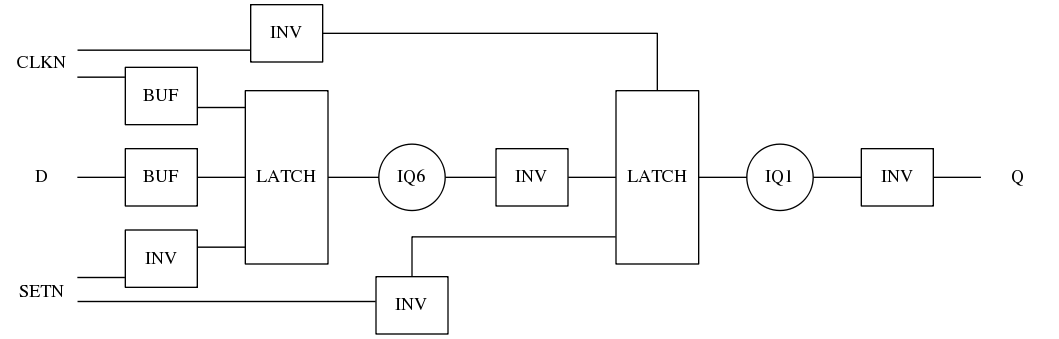 INV
CLKN
BUF
D
BUF
LATCH
IQ6
INV
LATCH
IQ1
INV
Q
INV
SETN
INV